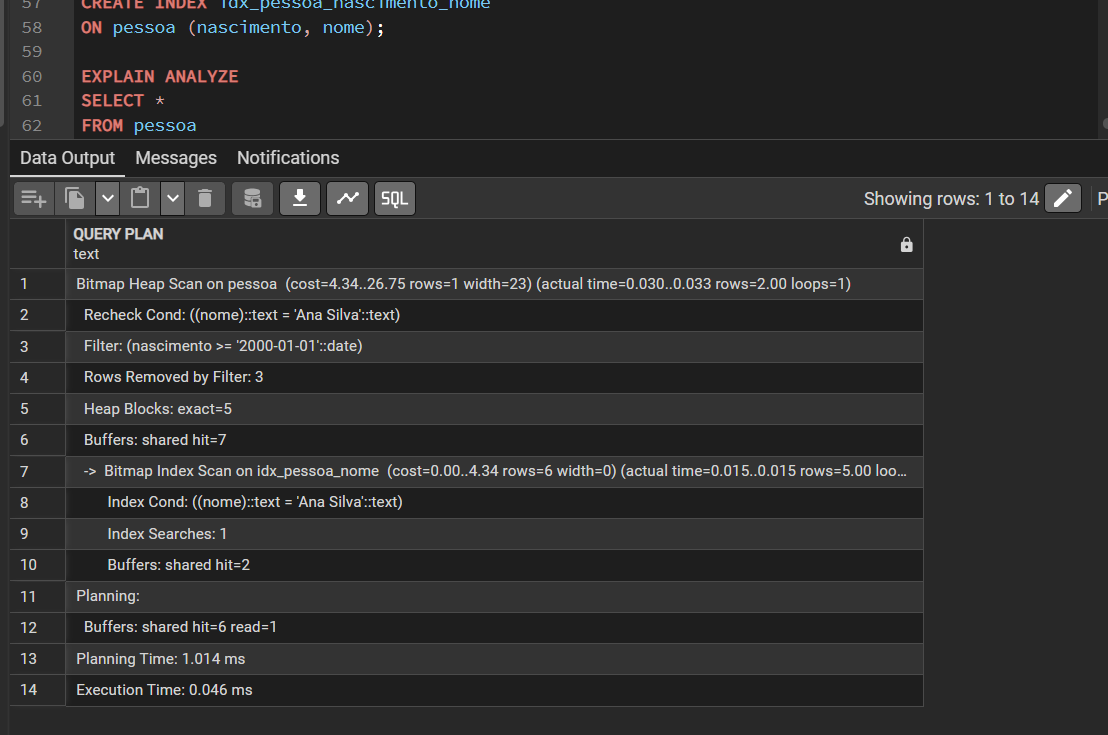 57 CREATE INDEX idx_pessoa_nascimento_nome
58 ON pessoa (nascimento, nome);
59
60 EXPLAIN ANALYZE
61 SELECT *
62 FROM pessoa
Data Output Messages Notifications
SQL Showing rows: 1 to 14 P
QUERY PLAN
text
1 Bitmap Heap Scan on pessoa (cost=4.34..26.75 rows=1 width=23) (actual time=0.030..0.033 rows=2.00 loops=1)
2 Recheck Cond: ((nome)::text = 'Ana Silva'::text)
3 Filter: (nascimento >= '2000-01-01'::date)
4 Rows Removed by Filter: 3
5 Heap Blocks: exact=5
6 Buffers: shared hit=7
7 -> Bitmap Index Scan on idx_pessoa_nome (cost=0.00..4.34 rows=6 width=0) (actual time=0.015..0.015 rows=5.00 loo...
8 Index Cond: ((nome)::text = 'Ana Silva'::text)
9 Index Searches: 1
10 Buffers: shared hit=2
11 Planning:
12 Buffers: shared hit=6 read=1
13 Planning Time: 1.014 ms
14 Execution Time: 0.046 ms